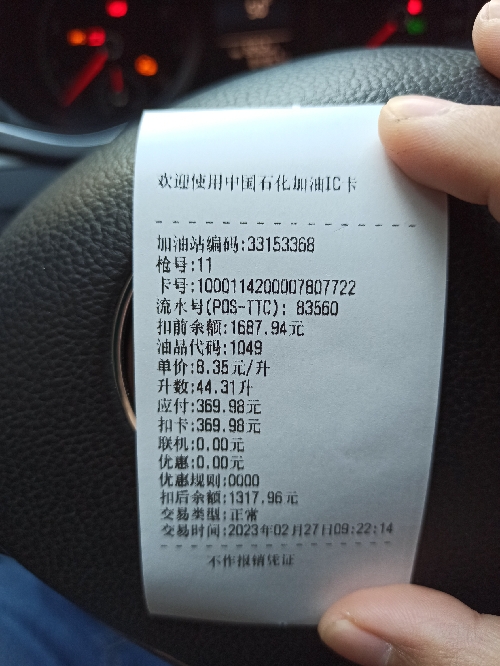 欢迎使用中国石化加油IC卡
加油站编码:33153368
枪号:11
卡号:1000114200007807722
流水号(POS-TTC): 83560
扣前余额:1687.94元
油品代码:1049
单价:8.35元/升
升数:44.31升
应付:369.98元
扣卡:369.98元
联机:0.00元
优惠:0.00元
优惠规则:0000
扣后余额:1317.96元
交易类型:正常
交易时间:2023年02月27日09:22:14
不作报销凭证